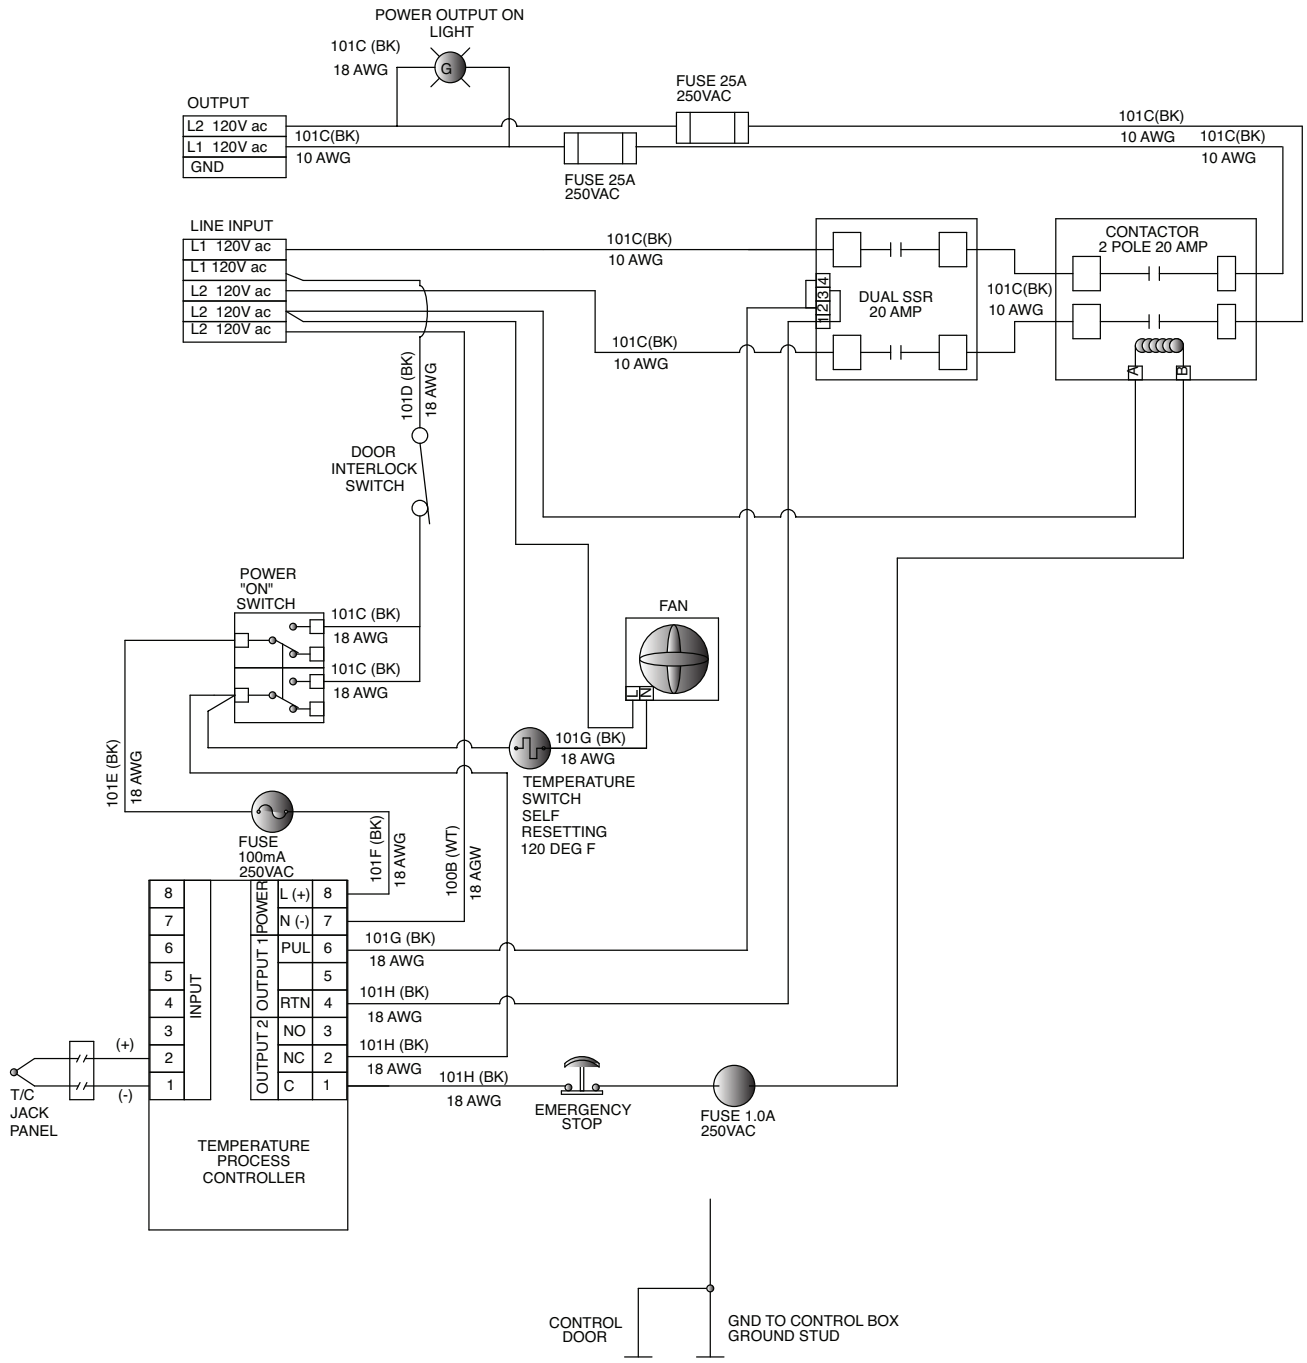 POWER OUTPUT ON
LIGHT
101C (BK)
18 AWG
G
FUSE 25A
250VAC
OUTPUT
L2 120V ac
L1 120V ac
GND
101C(BK)
10 AWG
101C(BK)
10 AWG
101C(BK)
10 AWG
FUSE 25A
250VAC
LINE INPUT
L1 120V ac
L1 120V ac
L2 120V ac
L2 120V ac
L2 120V ac
101C(BK)
10 AWG
CONTACTOR
2 POLE 20 AMP
4
3
2
1
DUAL SSR
20 AMP
101C(BK)
10 AWG
101C(BK)
10 AWG
A
B
101D (BK)
18 AWG
DOOR
INTERLOCK
SWITCH
POWER
"ON"
SWITCH
101C (BK)
18 AWG
101C (BK)
18 AWG
FAN
L
N
101G (BK)
18 AWG
TEMPERATURE
SWITCH
SELF
RESETTING
120 DEG F
101E (BK)
18 AWG
FUSE
100mA
250VAC
101F (BK)
18 AWG
100B (WT)
18 AGW
8
7
6
5
4
3
2
1
INPUT
POWER
OUTPUT 1
OUTPUT 2
L (+) 8
N (-) 7
PUL 6
5
RTN 4
NO 3
NC 2
C 1
101G (BK)
18 AWG
101H (BK)
18 AWG
101H (BK)
18 AWG
101H (BK)
18 AWG
(+)
(-)
T/C
JACK
PANEL
EMERGENCY
STOP
FUSE 1.0A
250VAC
TEMPERATURE
PROCESS
CONTROLLER
CONTROL
DOOR
GND TO CONTROL BOX
GROUND STUD